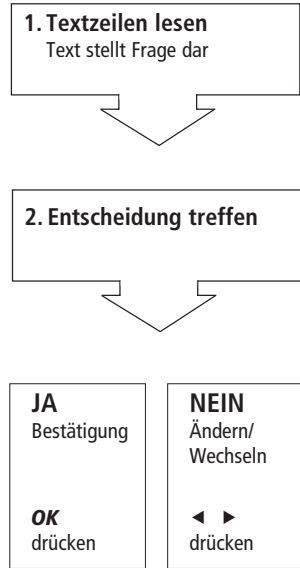 1. Textzeilen lesen
Text stellt Frage dar
2. Entscheidung treffen
JA
Bestätigung
OK
drücken
NEIN
Ändern/
Wechseln
◄ ►
drücken